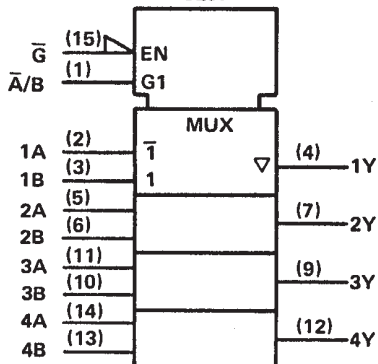 G̅ (15) EN
A̅/B (1) G1
MUX
1A (2) 1̅ ▽ (4) 1Y
1B (3) 1
2A (5) (7) 2Y
2B (6)
3A (11) (9) 3Y
3B (10)
4A (14) (12) 4Y
4B (13)